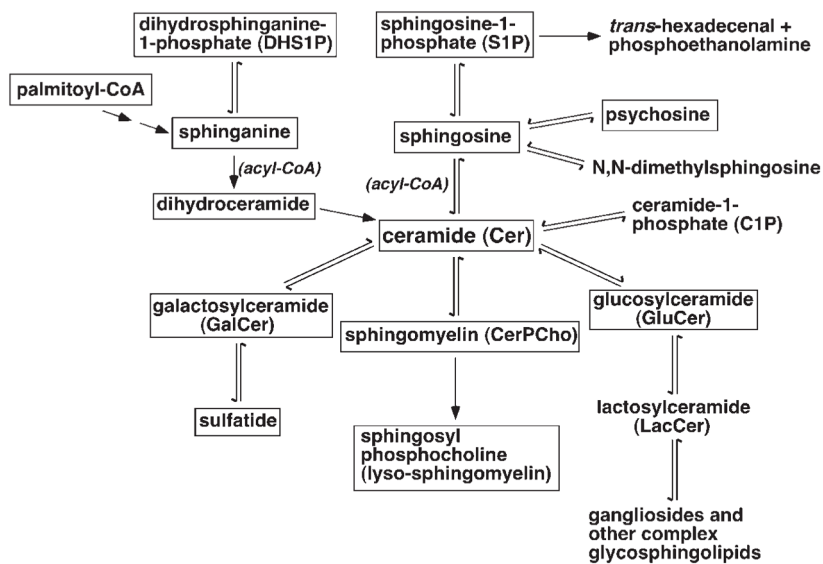 dihydrosphinganine-
1-phosphate (DHS1P)
sphingosine-1-
phosphate (S1P)
trans-hexadecenal +
phosphoethanolamine
palmitoyl-CoA
sphinganine
sphingosine
psychosine
N,N-dimethylsphingosine
(acyl-CoA)
(acyl-CoA)
dihydroceramide
ceramide (Cer)
ceramide-1-
phosphate (C1P)
galactosylceramide
(GalCer)
sphingomyelin (CerPCho)
glucosylceramide
(GluCer)
sulfatide
sphingosyl
phosphocholine
(lyso-sphingomyelin)
lactosylceramide
(LacCer)
gangliosides and
other complex
glycosphingolipids